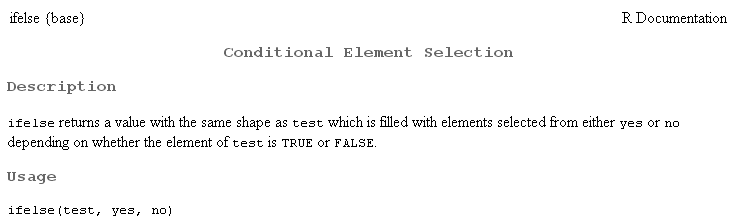 ifelse {base} R Documentation
Conditional Element Selection
Description
ifelse returns a value with the same shape as test which is filled with elements selected from either yes or no
depending on whether the element of test is TRUE or FALSE.
Usage
ifelse(test, yes, no)